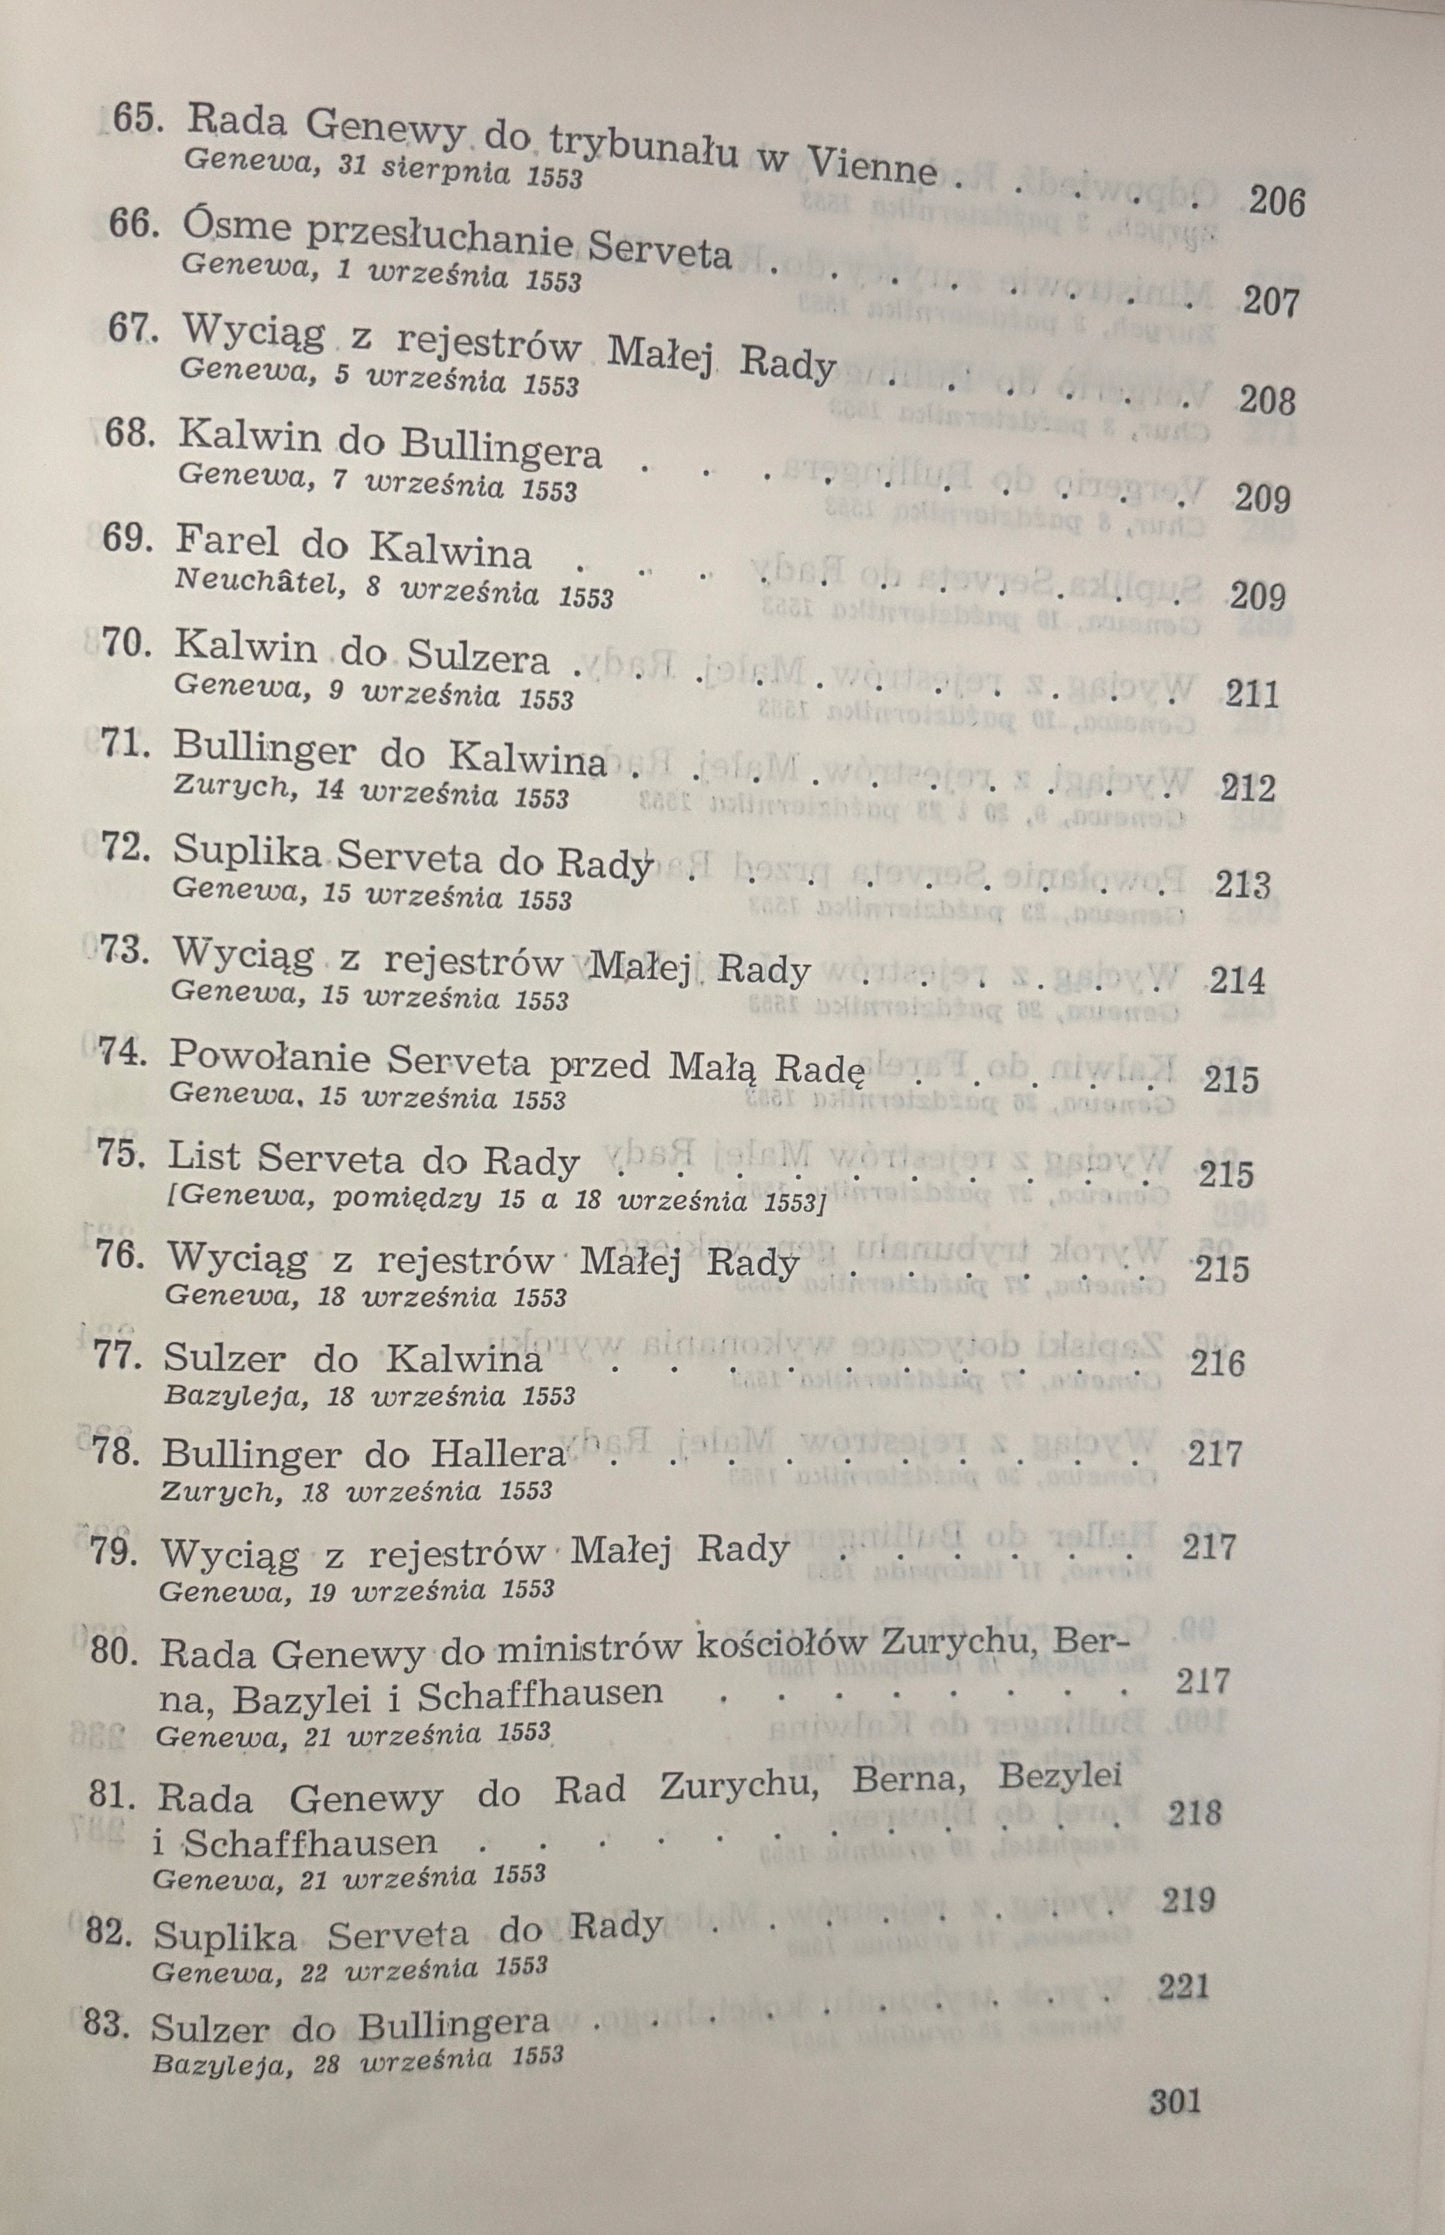 65. Rada Genewy do trybunału w Vienne . . . . . 206
Genewa, 31 sierpnia 1553
66. Ósme przesłuchanie Serveta . . . . . . . . 207
Genewa, 1 września 1553
67. Wyciąg z rejestrów Małej Rady . . . . . . 208
Genewa, 5 września 1553
68. Kalwin do Bullingera . . . . . . . . . . 209
Genewa, 7 września 1553
69. Farel do Kalwina . . . . . . . . . . . 209
Neuchâtel, 8 września 1553
70. Kalwin do Sulzera . . . . . . . . . . . 211
Genewa, 9 września 1553
71. Bullinger do Kalwina . . . . . . . . . . 212
Zurych, 14 września 1553
72. Suplika Serveta do Rady . . . . . . . . . 213
Genewa, 15 września 1553
73. Wyciąg z rejestrów Małej Rady . . . . . . 214
Genewa, 15 września 1553
74. Powołanie Serveta przed Małą Radę . . . . . 215
Genewa, 15 września 1553
75. List Serveta do Rady . . . . . . . . . . 215
[Genewa, pomiędzy 15 a 18 września 1553]
76. Wyciąg z rejestrów Małej Rady . . . . . . 215
Genewa, 18 września 1553
77. Sulzer do Kalwina . . . . . . . . . . 216
Bazyleja, 18 września 1553
78. Bullinger do Hallera . . . . . . . . . . 217
Zurych, 18 września 1553
79. Wyciąg z rejestrów Małej Rady . . . . . . 217
Genewa, 19 września 1553
80. Rada Genewy do ministrów kościołów Zurychu, Ber-
na, Bazylei i Schaffhausen . . . . . . . . 217
Genewa, 21 września 1553
81. Rada Genewy do Rad Zurychu, Berna, Bezylei
i Schaffhausen . . . . . . . . . . . . 218
Genewa, 21 września 1553
82. Suplika Serveta do Rady . . . . . . . . 219
Genewa, 22 września 1553
83. Sulzer do Bullingera . . . . . . . . . . 221
Bazyleja, 28 września 1553
301